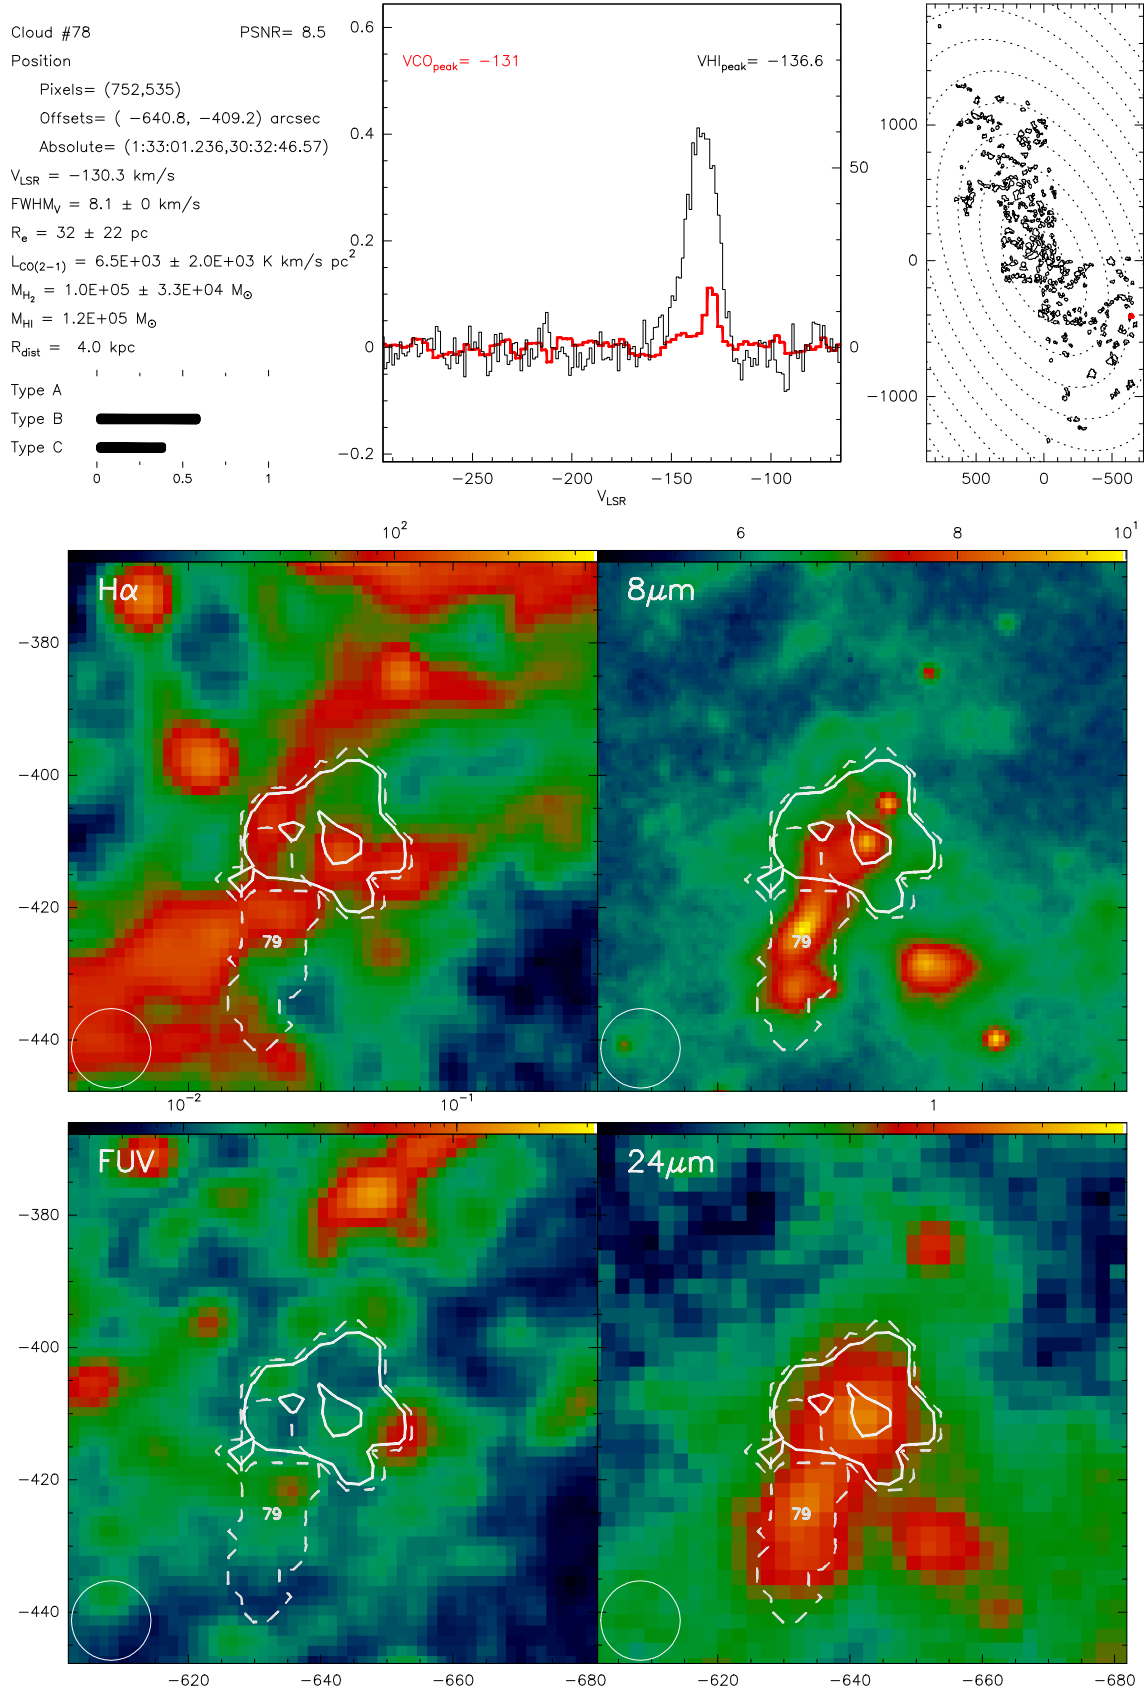 Cloud #78 PSNR= 8.5
Position
Pixels= (752,535)
Offsets= ( −640.8, −409.2) arcsec
Absolute= (1:33:01.236,30:32:46.57)
V_LSR = −130.3 km/s
FWHM_V = 8.1 ± 0 km/s
R_e = 32 ± 22 pc
L_CO(2−1) = 6.5E+03 ± 2.0E+03 K km/s pc²
M_H₂ = 1.0E+05 ± 3.3E+04 M_⊙
M_HI = 1.2E+05 M_⊙
R_dist = 4.0 kpc
Type A
Type B
Type C
0 0.5 1
VCO_peak= −131 VHI_peak= −136.6
0.6
0.4
0.2
0
−0.2
50
0
−250 −200 −150 −100
V_LSR
1000
0
−1000
500 0 −500
10² 6 8 10¹
Hα 8μm
−380
−400
−420
−440
79 79
10⁻² 10⁻¹ 1
FUV 24μm
−380
−400
−420
−440
79 79
−620 −640 −660 −680 −620 −640 −660 −680